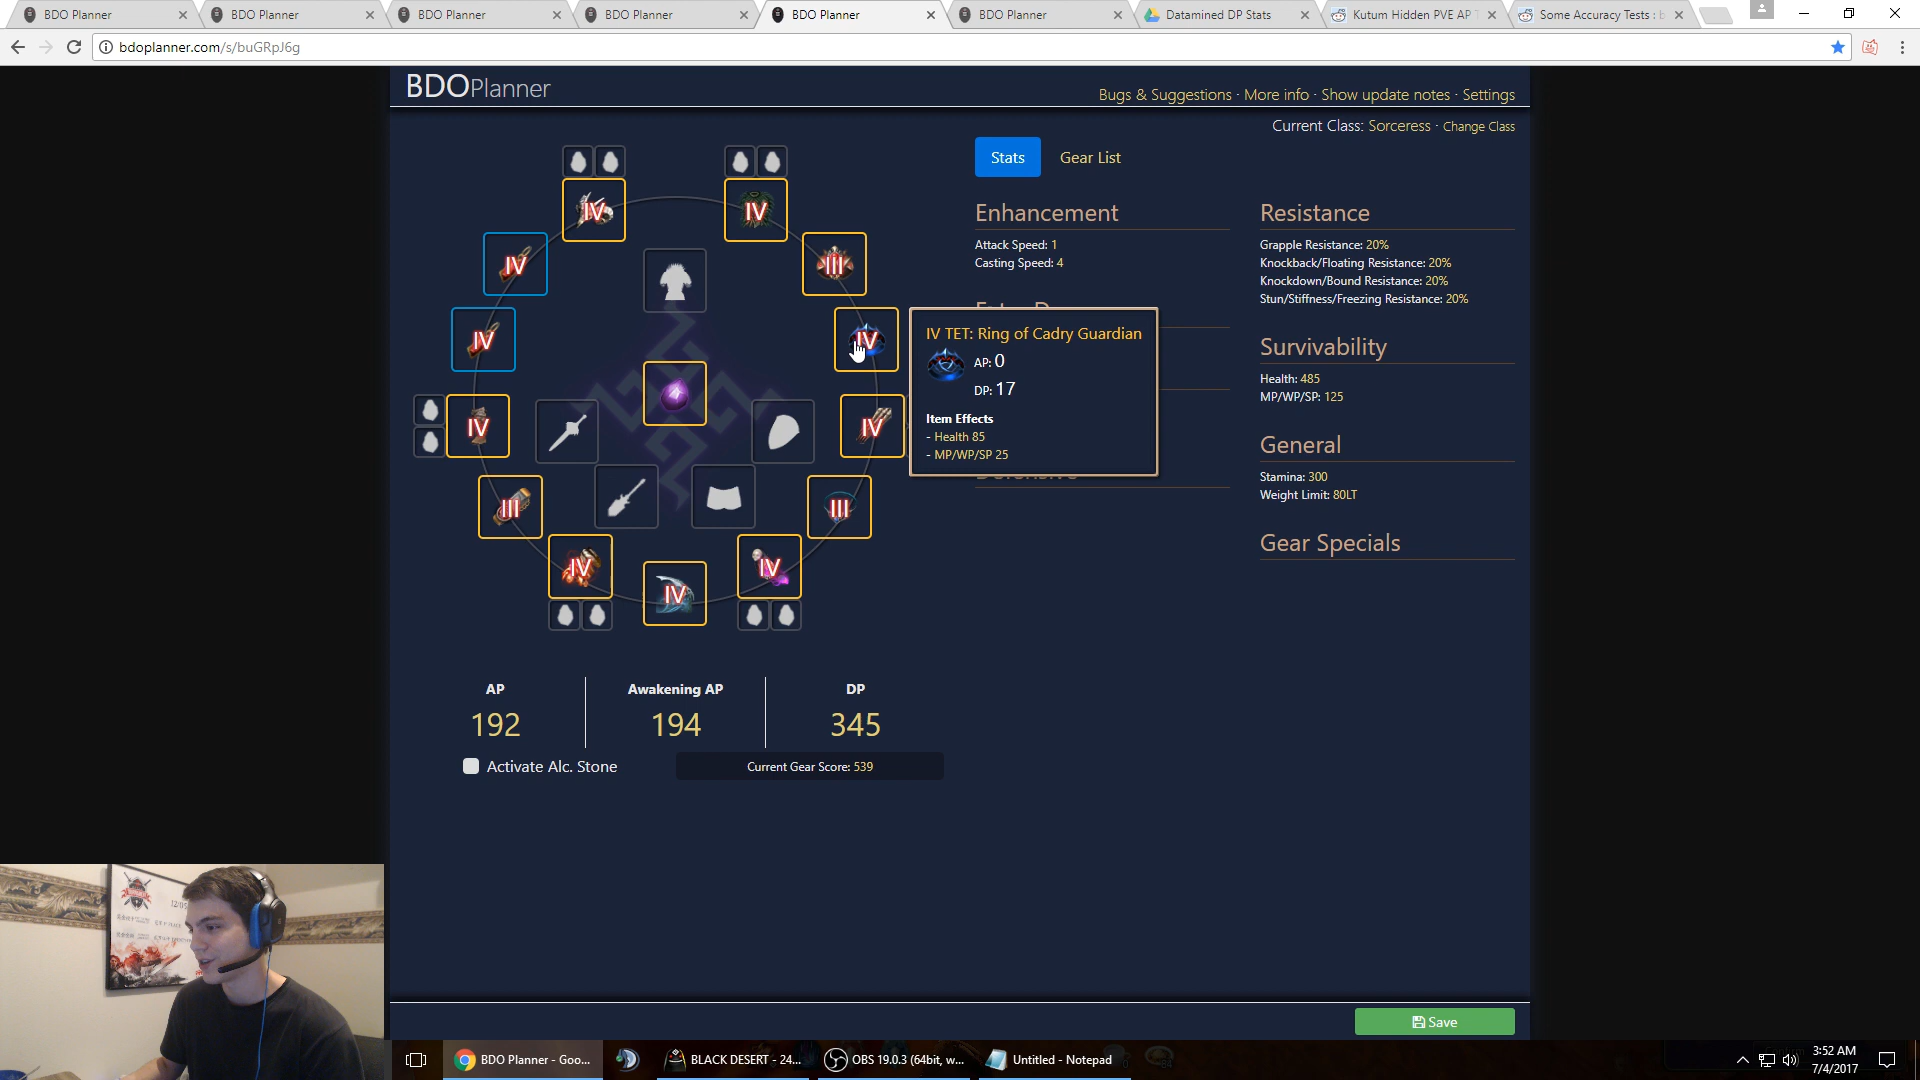 BDO Planner
BDO Planner
BDO Planner
BDO Planner
BDO Planner
BDO Planner
Datamined DP Stats
Kutum Hidden PVE AP
Some Accuracy Tests :
bdoplanner.com/s/buGRpJ6g
BDOPlanner
Bugs & Suggestions · More info · Show update notes · Settings
Current Class: Sorceress · Change Class
Stats
Gear List
Enhancement
Attack Speed: 1
Casting Speed: 4
Resistance
Grapple Resistance: 20%
Knockback/Floating Resistance: 20%
Knockdown/Bound Resistance: 20%
Stun/Stiffness/Freezing Resistance: 20%
Survivability
Health: 485
MP/WP/SP: 125
General
Stamina: 300
Weight Limit: 80LT
Gear Specials
IV TET: Ring of Cadry Guardian
AP: 0
DP: 17
Item Effects
- Health 85
- MP/WP/SP 25
IV
IV
IV
III
IV
IV
IV
IV
III
III
IV
IV
IV
AP
192
Awakening AP
194
DP
345
Activate Alc. Stone
Current Gear Score: 539
Save
BDO Planner - Goo...
BLACK DESERT - 24...
OBS 19.0.3 (64bit, w...
Untitled - Notepad
3:52 AM
7/4/2017